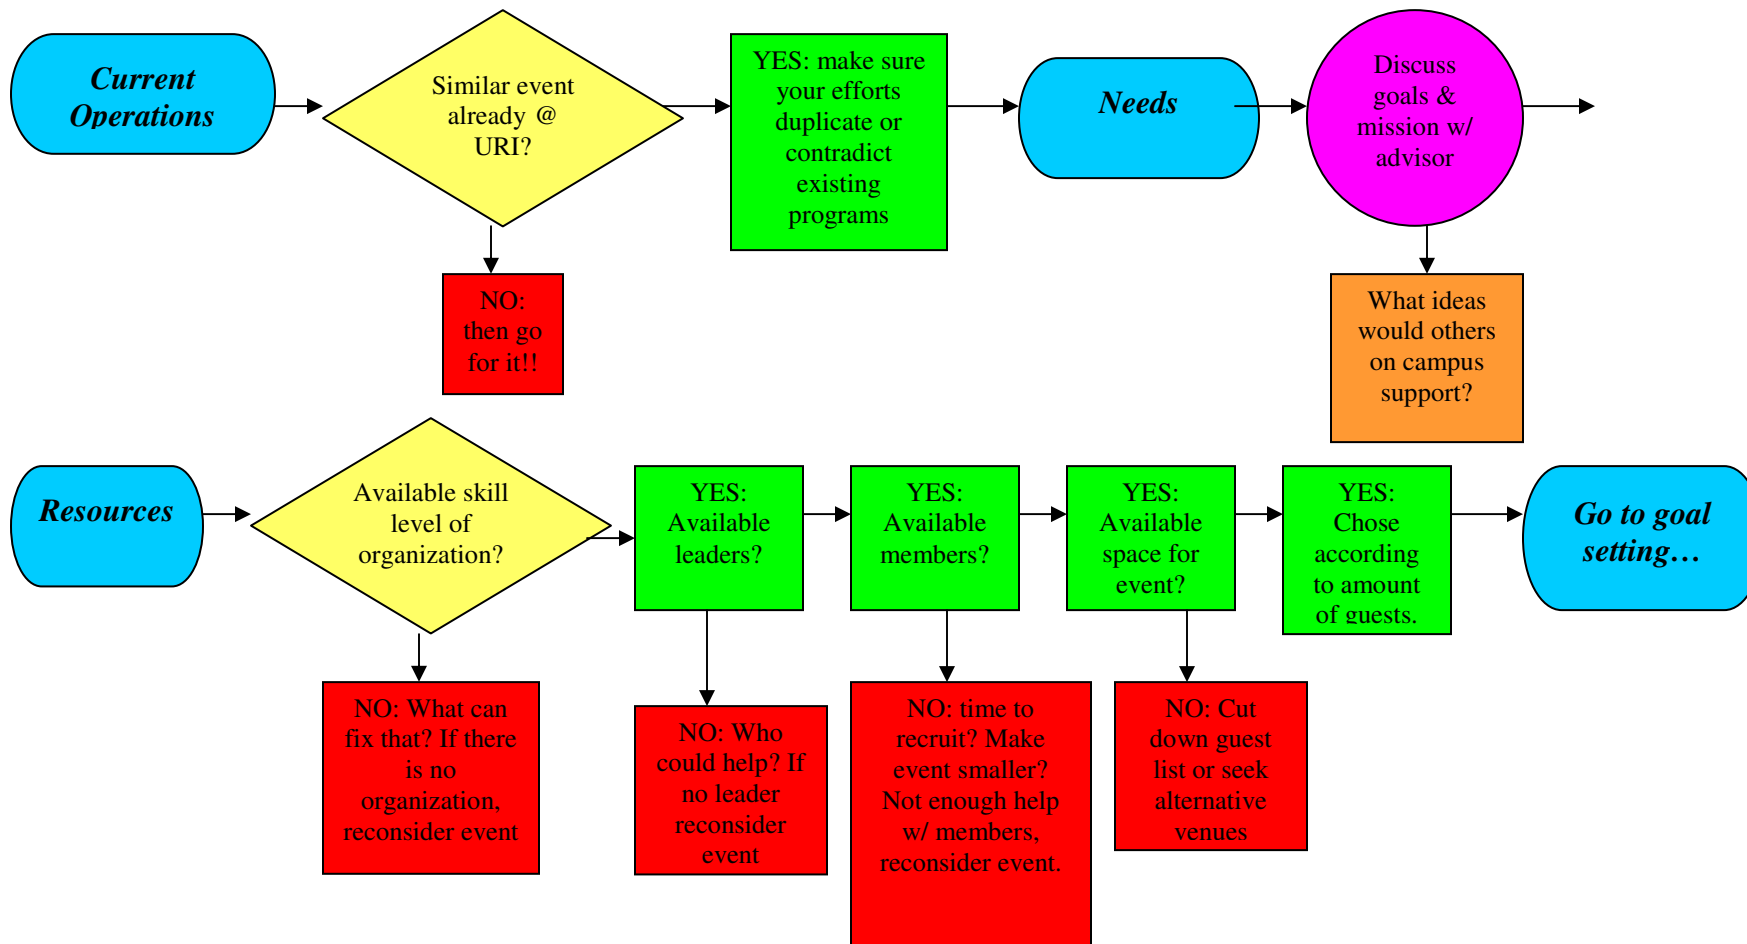 Current
Operations
Similar event
already @
URI?
YES: make sure
your efforts
duplicate or
contradict
existing
programs
Needs
Discuss
goals &
mission w/
advisor
NO:
then go
for it!!
What ideas
would others
on campus
support?
Resources
Available skill
level of
organization?
YES:
Available
leaders?
YES:
Available
members?
YES:
Available
space for
event?
YES:
Chose
according
to amount
of guests.
Go to goal
setting…
NO: What can
fix that? If there
is no
organization,
reconsider event
NO: Who
could help? If
no leader
reconsider
event
NO: time to
recruit? Make
event smaller?
Not enough help
w/ members,
reconsider event.
NO: Cut
down guest
list or seek
alternative
venues